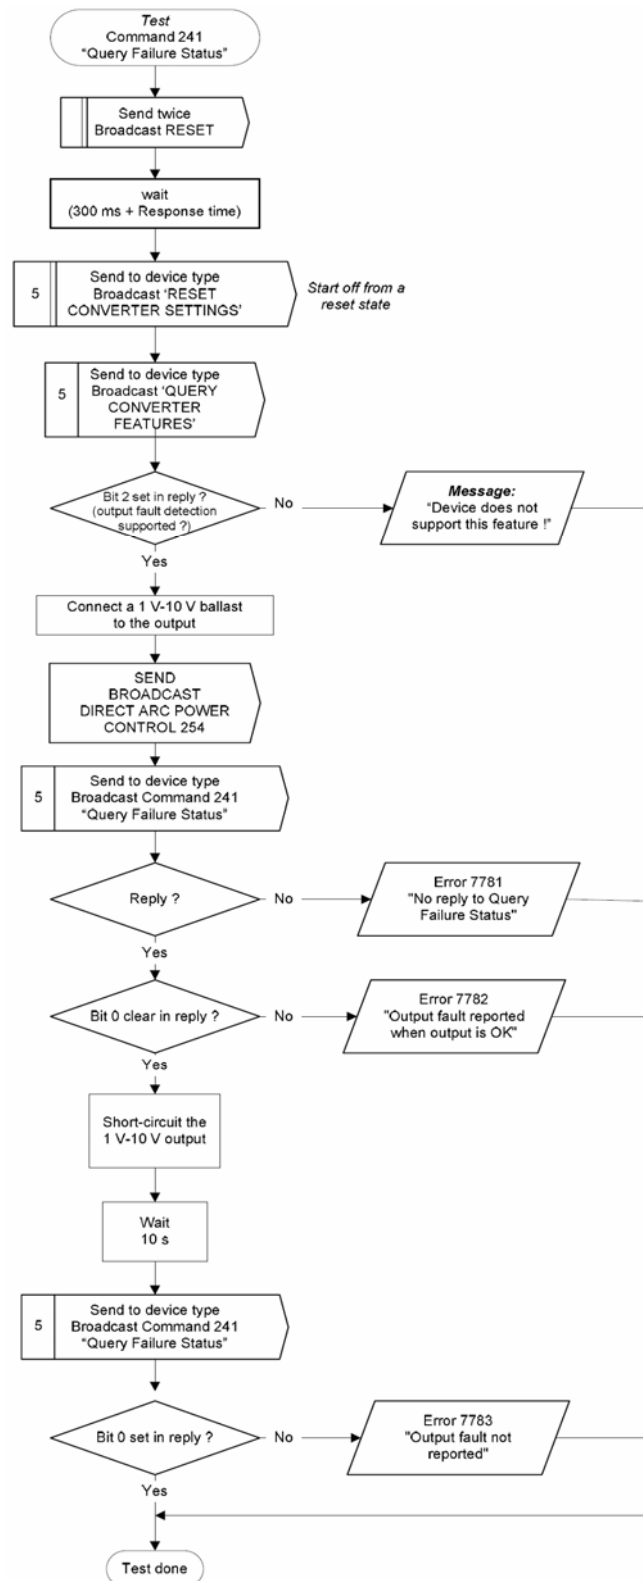 Test
Command 241
“Query Failure Status”
Send twice
Broadcast RESET
wait
(300 ms + Response time)
5
Send to device type
Broadcast ‘RESET
CONVERTER SETTINGS’
Start off from a
reset state
5
Send to device type
Broadcast ‘QUERY
CONVERTER
FEATURES’
Bit 2 set in reply ?
(output fault detection
supported ?)
No
Message:
“Device does not
support this feature !”
Yes
Connect a 1 V-10 V ballast
to the output
SEND
BROADCAST
DIRECT ARC POWER
CONTROL 254
5
Send to device type
Broadcast Command 241
“Query Failure Status”
Reply ?
No
Error 7781
"No reply to Query
Failure Status"
Yes
Bit 0 clear in reply ?
No
Error 7782
"Output fault reported
when output is OK"
Yes
Short-circuit the
1 V-10 V output
Wait
10 s
5
Send to device type
Broadcast Command 241
“Query Failure Status”
Bit 0 set in reply ?
No
Error 7783
"Output fault not
reported"
Yes
Test done